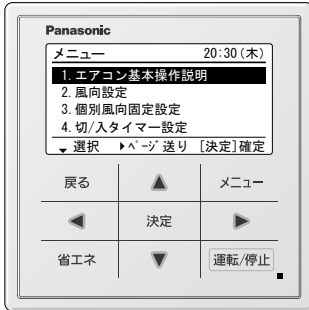 Panasonic
メニュー 20:30(木)
1. エアコン基本操作説明
2. 風向設定
3. 個別風向固定設定
4. 切/入タイマー設定
選択 ﾍﾟｰｼﾞ送り [決定]確定
戻る ▲ メニュー
◀ 決定 ▶
省エネ ▼ 運転/停止